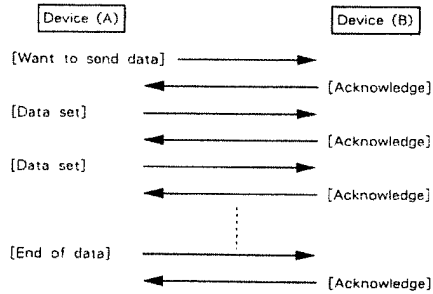 Device (A)
Device (B)
[Want to send data]
[Acknowledge]
[Data set]
[Acknowledge]
[Data set]
[Acknowledge]
[End of data]
[Acknowledge]